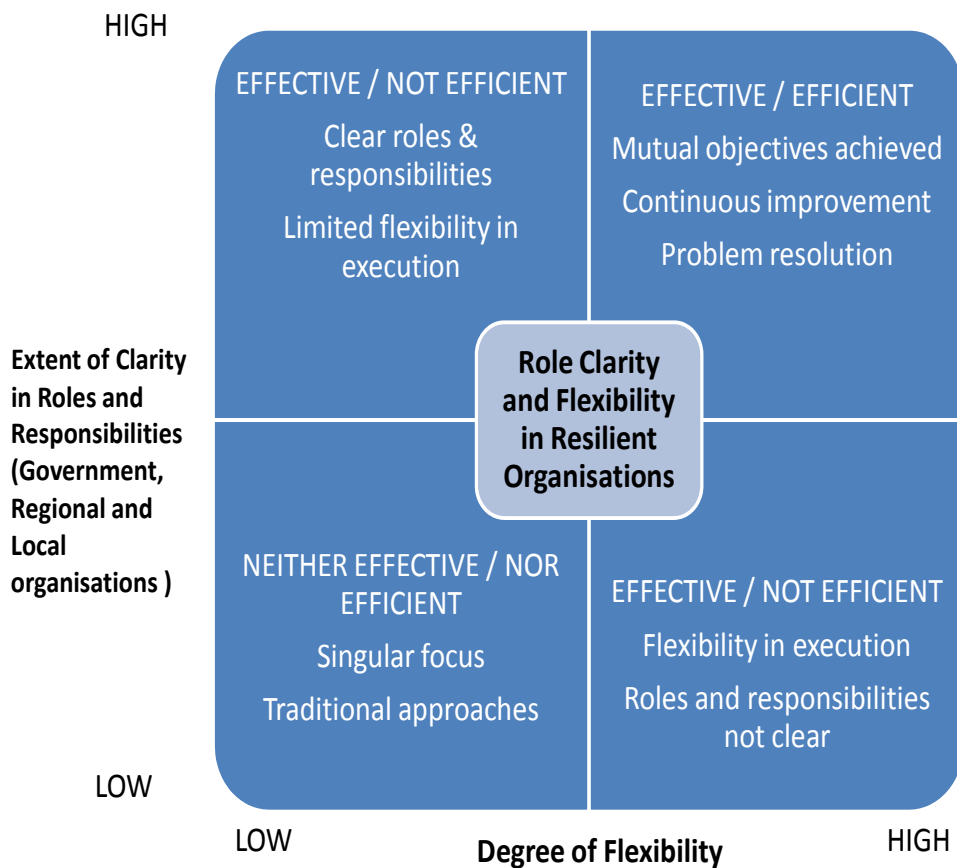 HIGH
EFFECTIVE / NOT EFFICIENT
Clear roles &
responsibilities
Limited flexibility in
execution
EFFECTIVE / EFFICIENT
Mutual objectives achieved
Continuous improvement
Problem resolution
Extent of Clarity
in Roles and
Responsibilities
(Government,
Regional and
Local
organisations )
Role Clarity
and Flexibility
in Resilient
Organisations
NEITHER EFFECTIVE / NOR
EFFICIENT
Singular focus
Traditional approaches
EFFECTIVE / NOT EFFICIENT
Flexibility in execution
Roles and responsibilities
not clear
LOW
LOW
Degree of Flexibility
HIGH